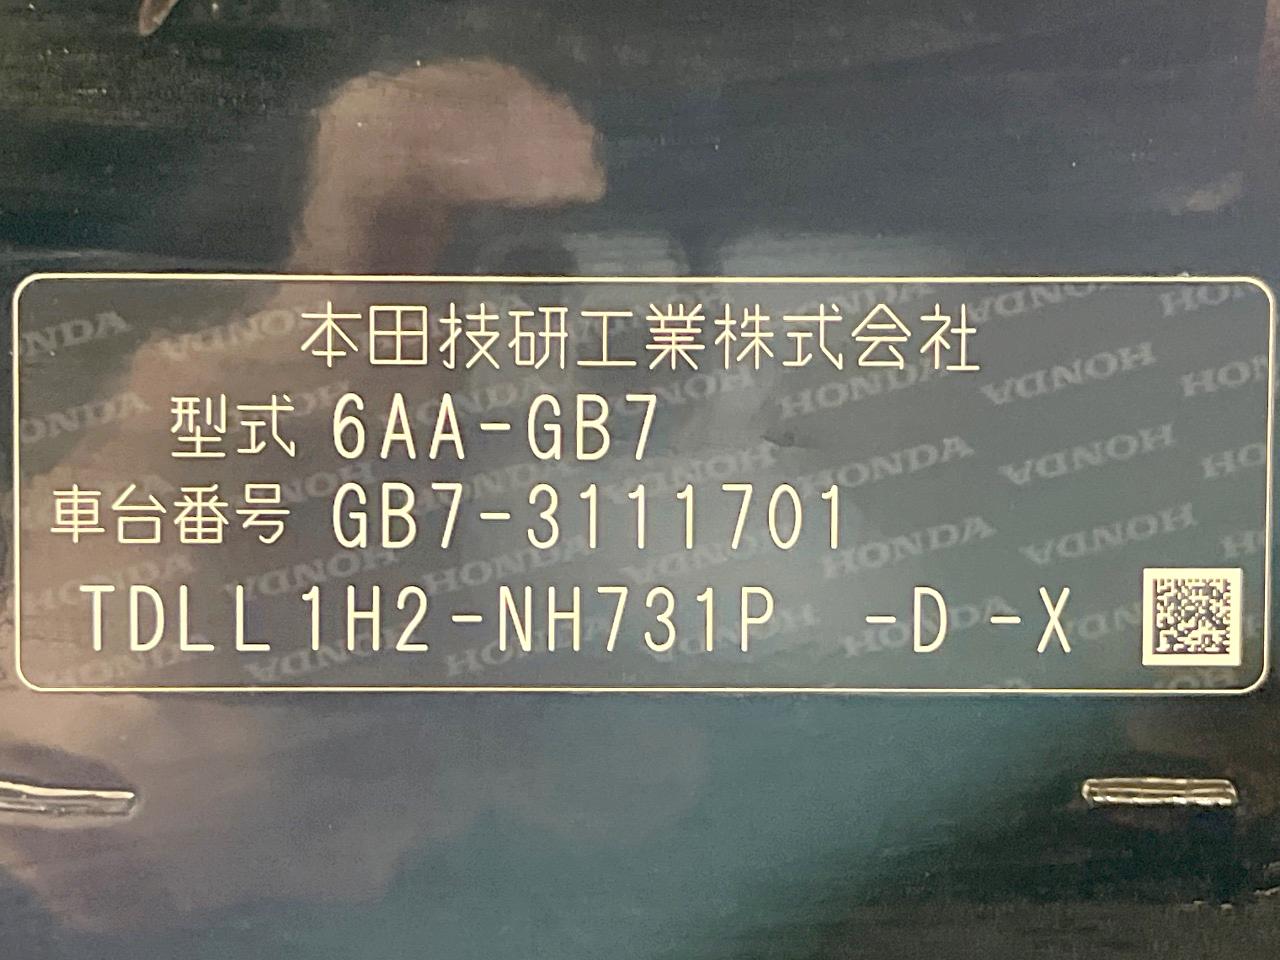 本田技研工業株式会社
型式 6AA-GB7
車台番号 GB7-3111701
TDLL1H2-NH731P -D -X